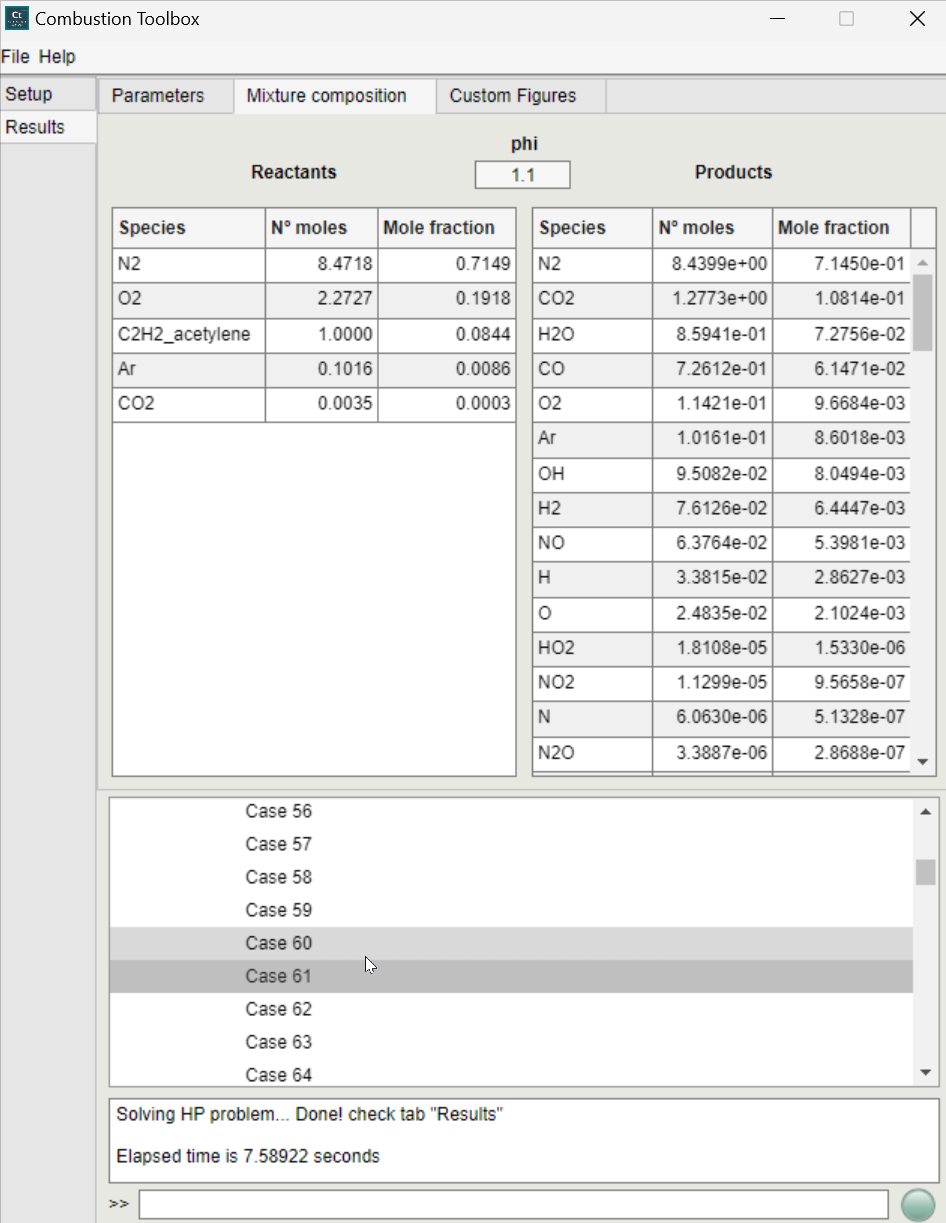 Ct
Combustion Toolbox
File Help
Setup
Results
Parameters Mixture composition Custom Figures
phi
1.1
Reactants
Products
Species N° moles Mole fraction
N2 8.4718 0.7149
O2 2.2727 0.1918
C2H2_acetylene 1.0000 0.0844
Ar 0.1016 0.0086
CO2 0.0035 0.0003
Species N° moles Mole fraction
N2 8.4399e+00 7.1450e-01
CO2 1.2773e+00 1.0814e-01
H2O 8.5941e-01 7.2756e-02
CO 7.2612e-01 6.1471e-02
O2 1.1421e-01 9.6684e-03
Ar 1.0161e-01 8.6018e-03
OH 9.5082e-02 8.0494e-03
H2 7.6126e-02 6.4447e-03
NO 6.3764e-02 5.3981e-03
H 3.3815e-02 2.8627e-03
O 2.4835e-02 2.1024e-03
HO2 1.8108e-05 1.5330e-06
NO2 1.1299e-05 9.5658e-07
N 6.0630e-06 5.1328e-07
N2O 3.3887e-06 2.8688e-07
Case 56
Case 57
Case 58
Case 59
Case 60
Case 61
Case 62
Case 63
Case 64
Solving HP problem... Done! check tab "Results"
Elapsed time is 7.58922 seconds
>>